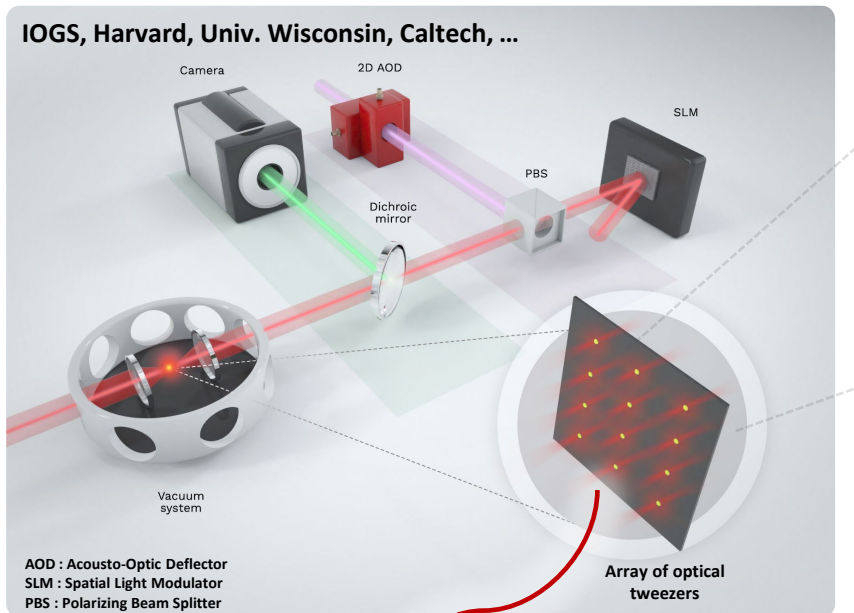 IOGS, Harvard, Univ. Wisconsin, Caltech, ...
Camera
2D AOD
SLM
PBS
Dichroic
mirror
Vacuum
system
AOD : Acousto-Optic Deflector
SLM : Spatial Light Modulator
PBS : Polarizing Beam Splitter
Array of optical
tweezers